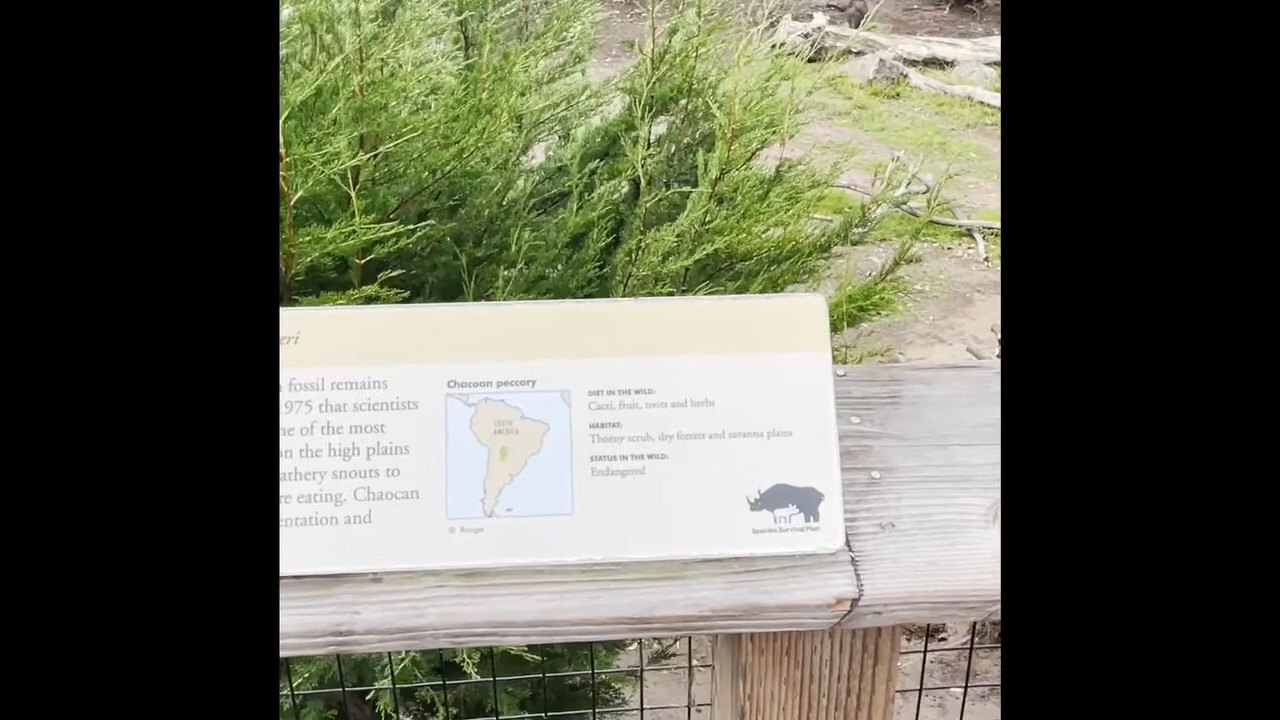 eri
fossil remains
1975 that scientists
ne of the most
on the high plains
athery snouts to
re eating. Chaocan
entation and
Chacoan peccary
SOUTH
AMERICA
Range
DIET IN THE WILD:
Cacti, fruit, roots and herbs
HABITAT:
Thorny scrub, dry forests and savanna plains
STATUS IN THE WILD:
Endangered
Species Survival Plan